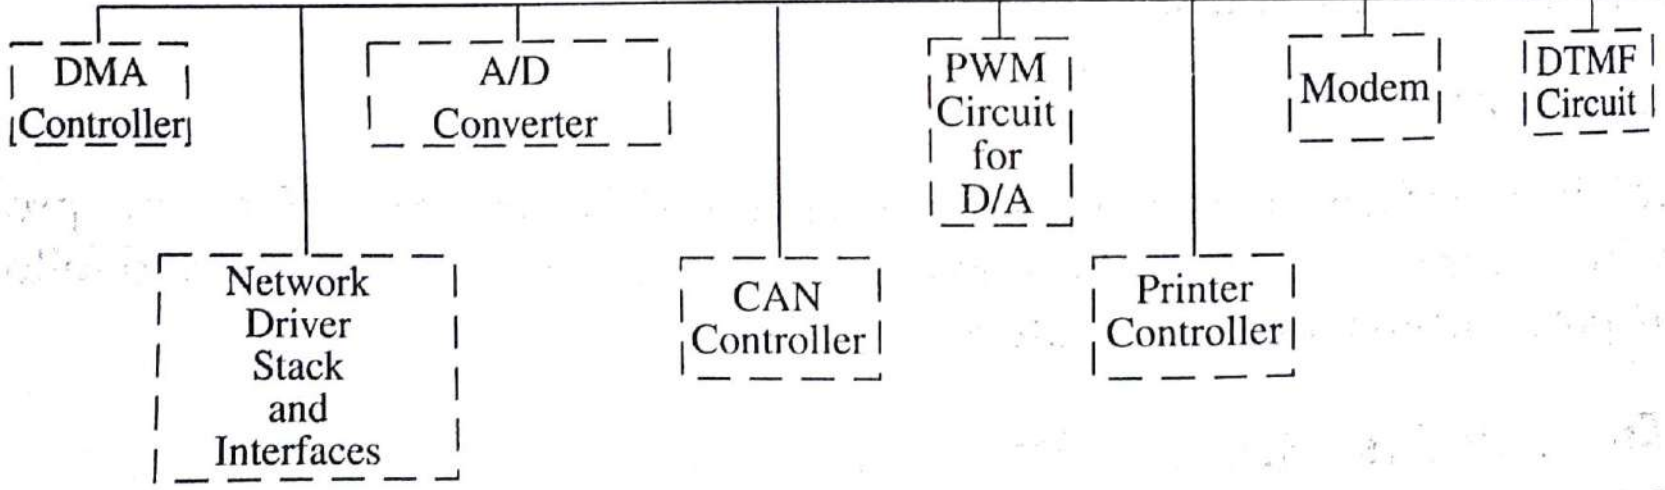 DMA
Controller
A/D
Converter
PWM
Circuit
for
D/A
Modem
DTMF
Circuit
Network
Driver
Stack
and
Interfaces
CAN
Controller
Printer
Controller